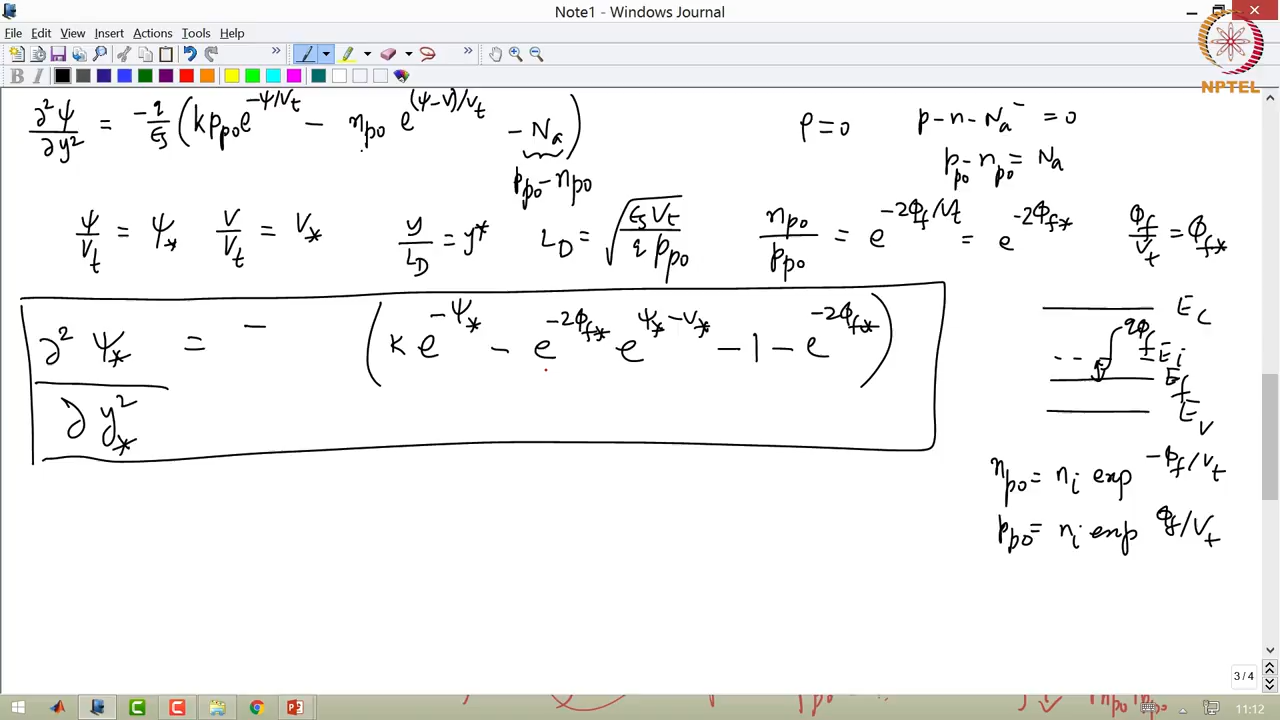 Note1 - Windows Journal
File Edit View Insert Actions Tools Help
NPTEL
∂²ψ/∂y² = -q/εs (k p_po e^(-ψ/Vt) - n_po e^((ψ-V)/Vt) - Na)
p_po - n_po
ρ = 0
p - n - Na⁻ = 0
p_po - n_po = Na
ψ/Vt = ψ* V/Vt = V* y/L_D = y* L_D = √(εs Vt / q p_po) n_po/p_po = e^(-2φf/Vt) = e^(-2φf*) φf/Vt = φf*
∂²ψ*/∂y*² = - (k e^(-ψ*) - e^(-2φf*) e^(ψ*-V*) - 1 - e^(-2φf*))
Ec
qφf
Ei
Ef
Ev
n_po = ni exp -φf/Vt
p_po = ni exp φf/Vt
3/4
11:12